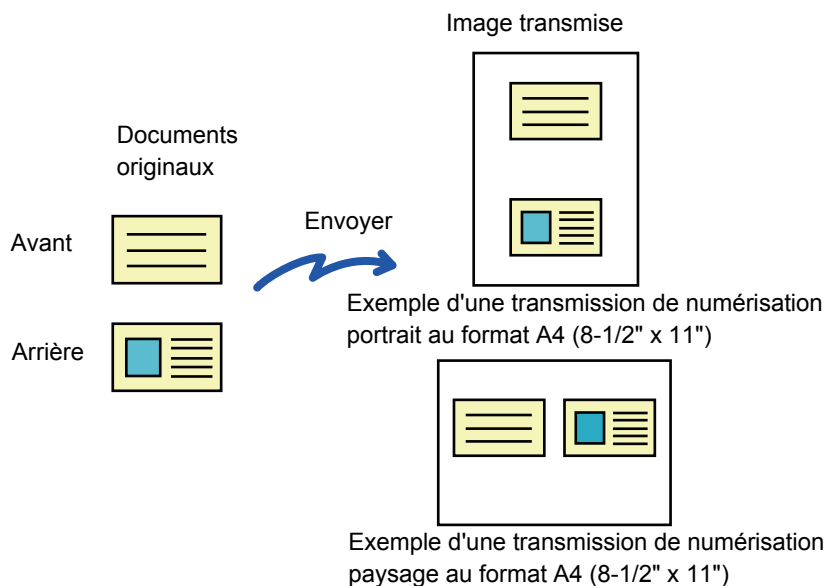 Image transmise
Documents
originaux
Avant
Envoyer
Arrière
Exemple d'une transmission de numérisation
portrait au format A4 (8-1/2" x 11")
Exemple d'une transmission de numérisation
paysage au format A4 (8-1/2" x 11")